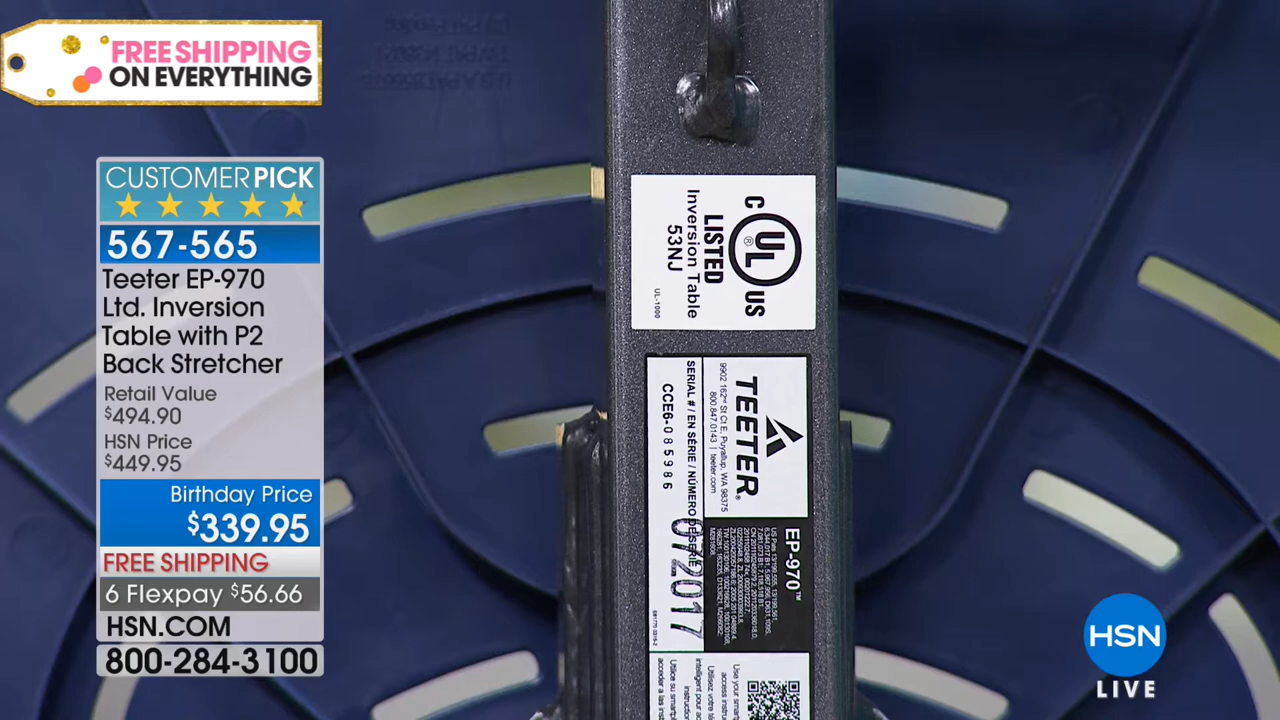 FREE SHIPPING
ON EVERYTHING
CUSTOMER PICK
567-565
Teeter EP-970
Ltd. Inversion
Table with P2
Back Stretcher
Retail Value
$494.90
HSN Price
$449.95
Birthday Price
$339.95
FREE SHIPPING
6 Flexpay $56.66
HSN.COM
800-284-3100
C UL US
®
LISTED
Inversion Table
53NJ
UL-1000
TEETER®
9902 162nd St Ct E, Puyallup, WA 98375
800.847.0143 | teeter.com
SERIAL # / EN SÉRIE / NÚMERO DE SERIE
CCE6-085986
072017
EP-970™
HSN
LIVE